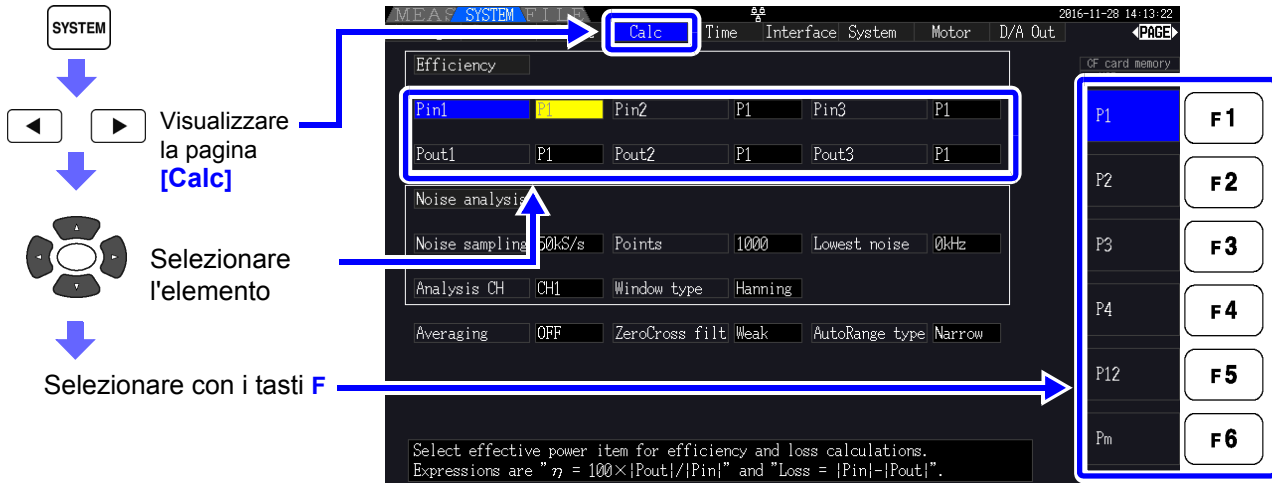 SYSTEM
Visualizzare
la pagina
[Calc]
Selezionare
l'elemento
Selezionare con i tasti F
MEAS SYSTEM FILE 2016-11-28 14:13:22
Calc Time Interface System Motor D/A Out PAGE
Efficiency CF card memory
Pin1 P1 Pin2 P1 Pin3 P1
Pout1 P1 Pout2 P1 Pout3 P1
Noise analysis
Noise sampling 50kS/s Points 1000 Lowest noise 0kHz
Analysis CH CH1 Window type Hanning
Averaging OFF ZeroCross filt Weak AutoRange type Narrow
Select effective power item for efficiency and loss calculations.
Expressions are "η = 100×|Pout|/|Pin|" and "Loss = |Pin|-|Pout|".
P1 F1
P2 F2
P3 F3
P4 F4
P12 F5
Pm F6